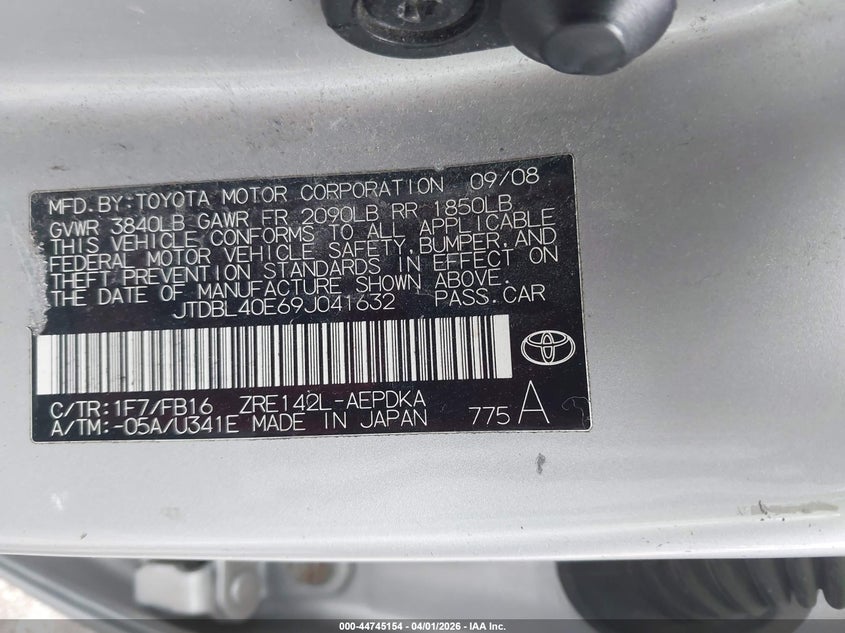 MFD.BY:TOYOTA MOTOR CORPORATION 09/08
GVWR 3840LB GAWR FR 2090LB RR 1850LB
THIS VEHICLE CONFORMS TO ALL APPLICABLE
FEDERAL MOTOR VEHICLE SAFETY,BUMPER,AND
THEFT PREVENTION STANDARDS IN EFFECT ON
THE DATE OF MANUFACTURE SHOWN ABOVE.
JTDBL40E69J041632 PASS.CAR
C/TR:1F7/FB16 ZRE142L-AEPDKA
A/TM:-05A/U341E MADE IN JAPAN 775 A
000-44745154 - 04/01/2026 - IAA Inc.